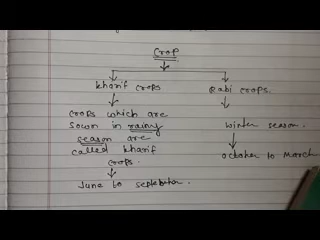 Crop
kharif crops
Rabi crops.
crops which are
sown in rainy
season are
called kharif
crops.
June to september.
winter season.
October to March